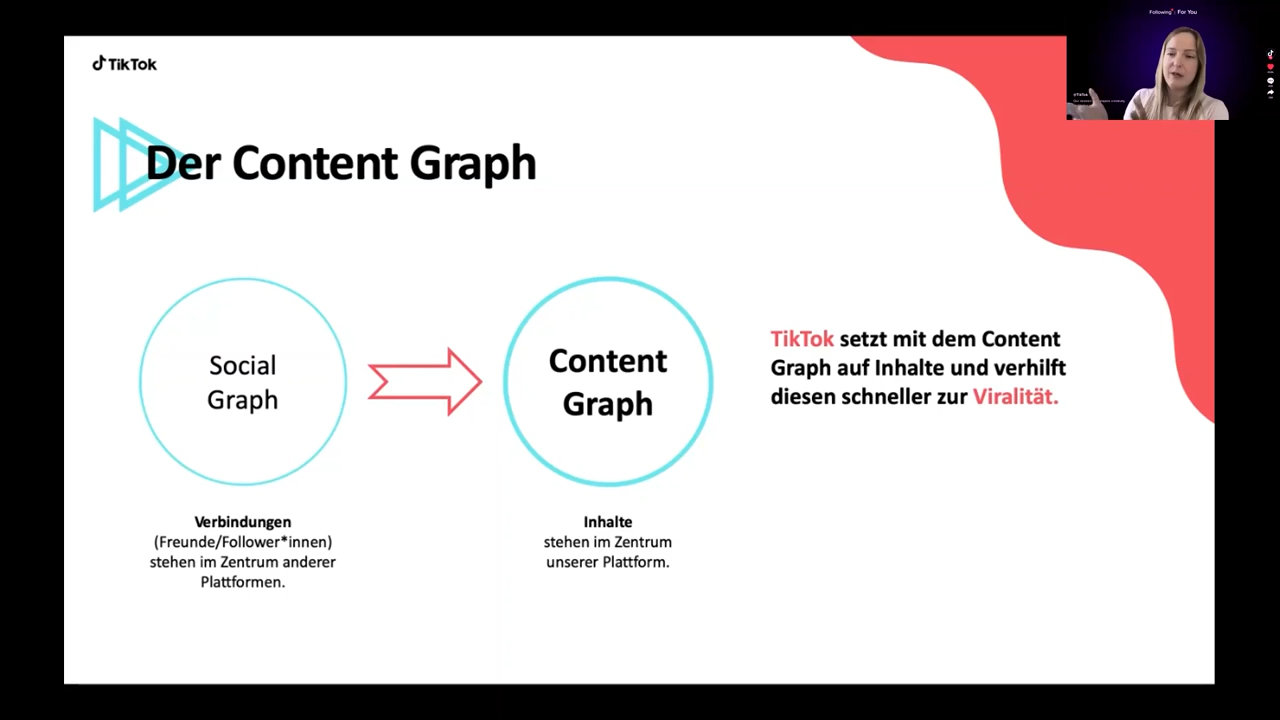 Following For You
TikTok
Der Content Graph
Social
Graph
Content
Graph
TikTok setzt mit dem Content
Graph auf Inhalte und verhilft
diesen schneller zur Viralität.
Verbindungen
(Freunde/Follower*innen)
stehen im Zentrum anderer
Plattformen.
Inhalte
stehen im Zentrum
unserer Plattform.